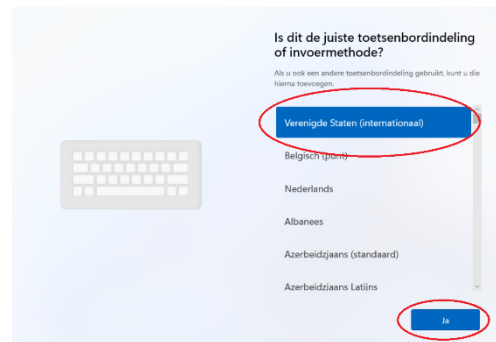 Is dit de juiste toetsenbordindeling
of invoermethode?
Als u ook een andere toetsenbordindeling gebruikt, kunt u die
hierna toevoegen.
Verenigde Staten (internationaal)
Belgisch (punt)
Nederlands
Albanees
Azerbeidzjaans (standaard)
Azerbeidzjaans Latijns
Ja